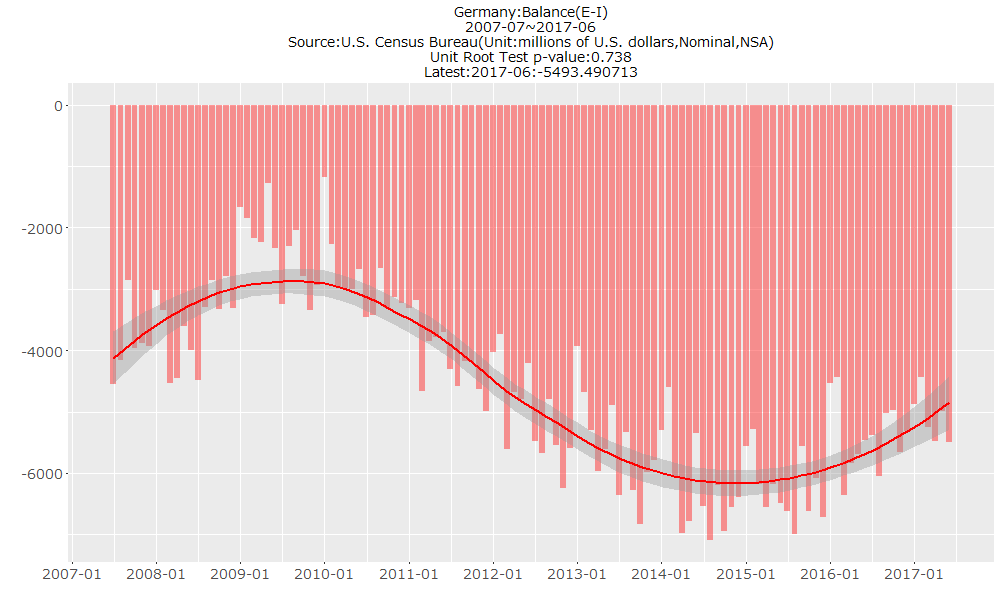 Germany:Balance(E-I)
2007-07~2017-06
Source:U.S. Census Bureau(Unit:millions of U.S. dollars,Nominal,NSA)
Unit Root Test p-value:0.738
Latest:2017-06:-5493.490713
0
-2000
-4000
-6000
2007-01 2008-01 2009-01 2010-01 2011-01 2012-01 2013-01 2014-01 2015-01 2016-01 2017-01